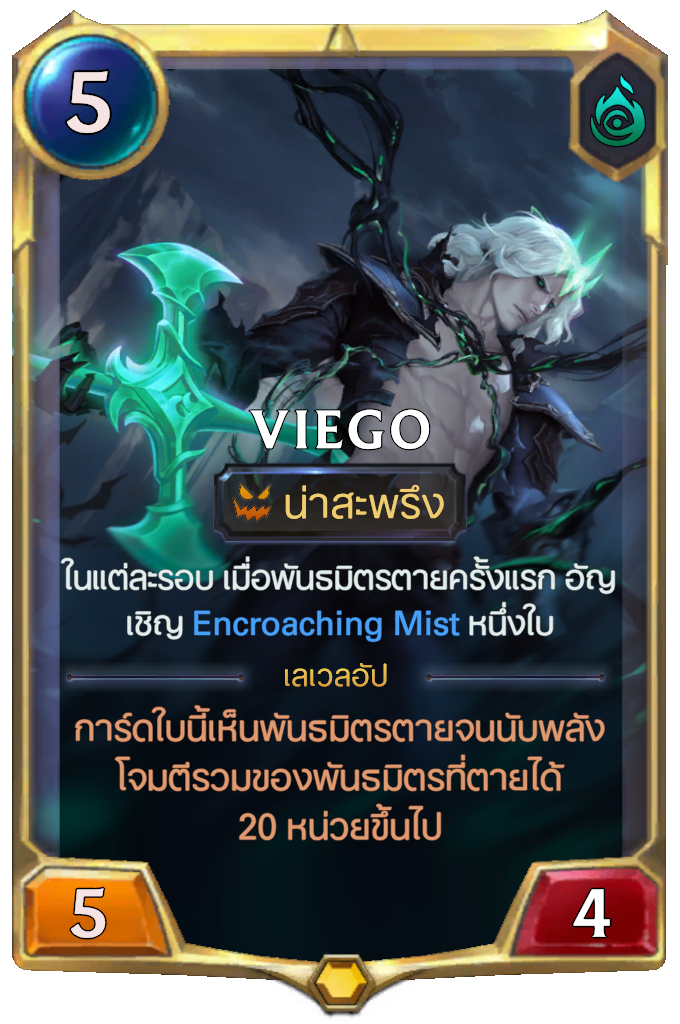 5
VIEGO
น่าสะพรึง
ในแต่ละรอบ เมื่อพันธมิตรตายครั้งแรก อัญ
เชิญ Encroaching Mist หนึ่งใบ
เลเวลอัป
การ์ดใบนี้เห็นพันธมิตรตายจนนับพลัง
โจมตีรวมของพันธมิตรที่ตายได้
20 หน่วยขึ้นไป
5
4